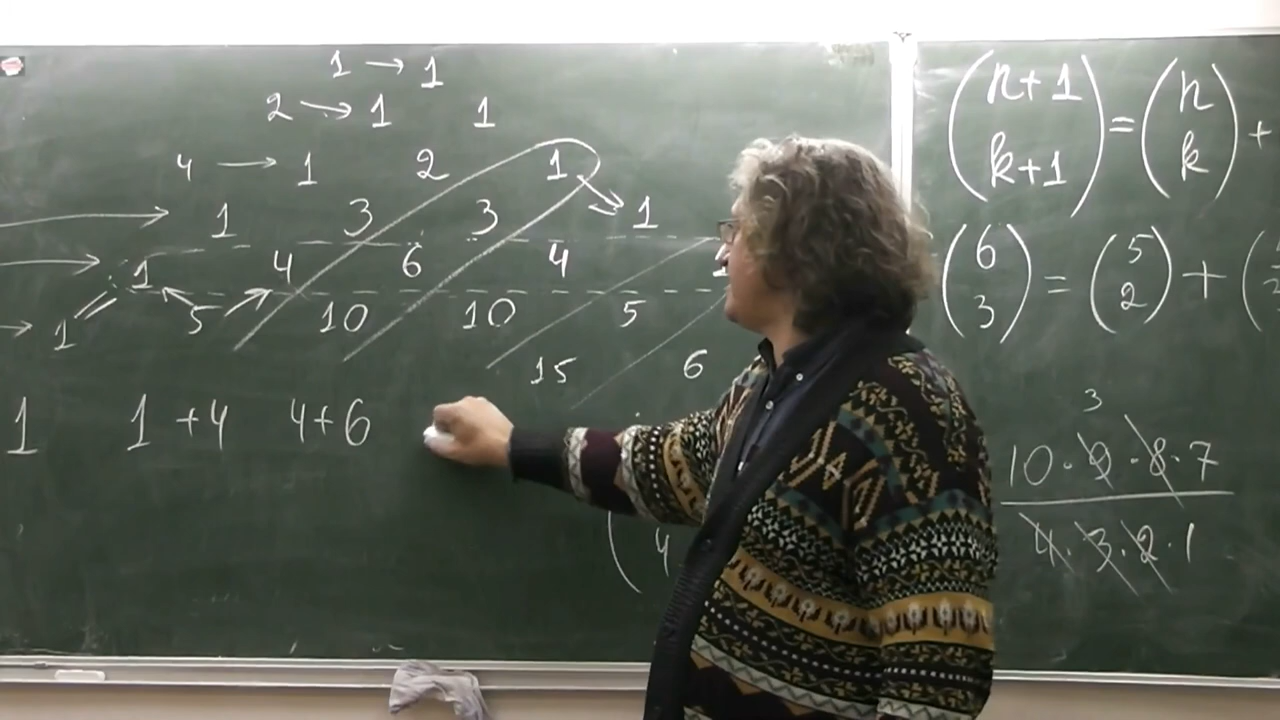 1 → 1
2 → 1 1
4 → 1 2 1
→ 1 3 3 1
→ 1 4 6 4
→ 1 5 10 10 5
15 6
1 1 +4 4+6
( 4
(n+1 k+1) = (n k) +
(6 3) = (5 2) + (
3
10 · 9 · 8 · 7
4 · 3 · 2 · 1